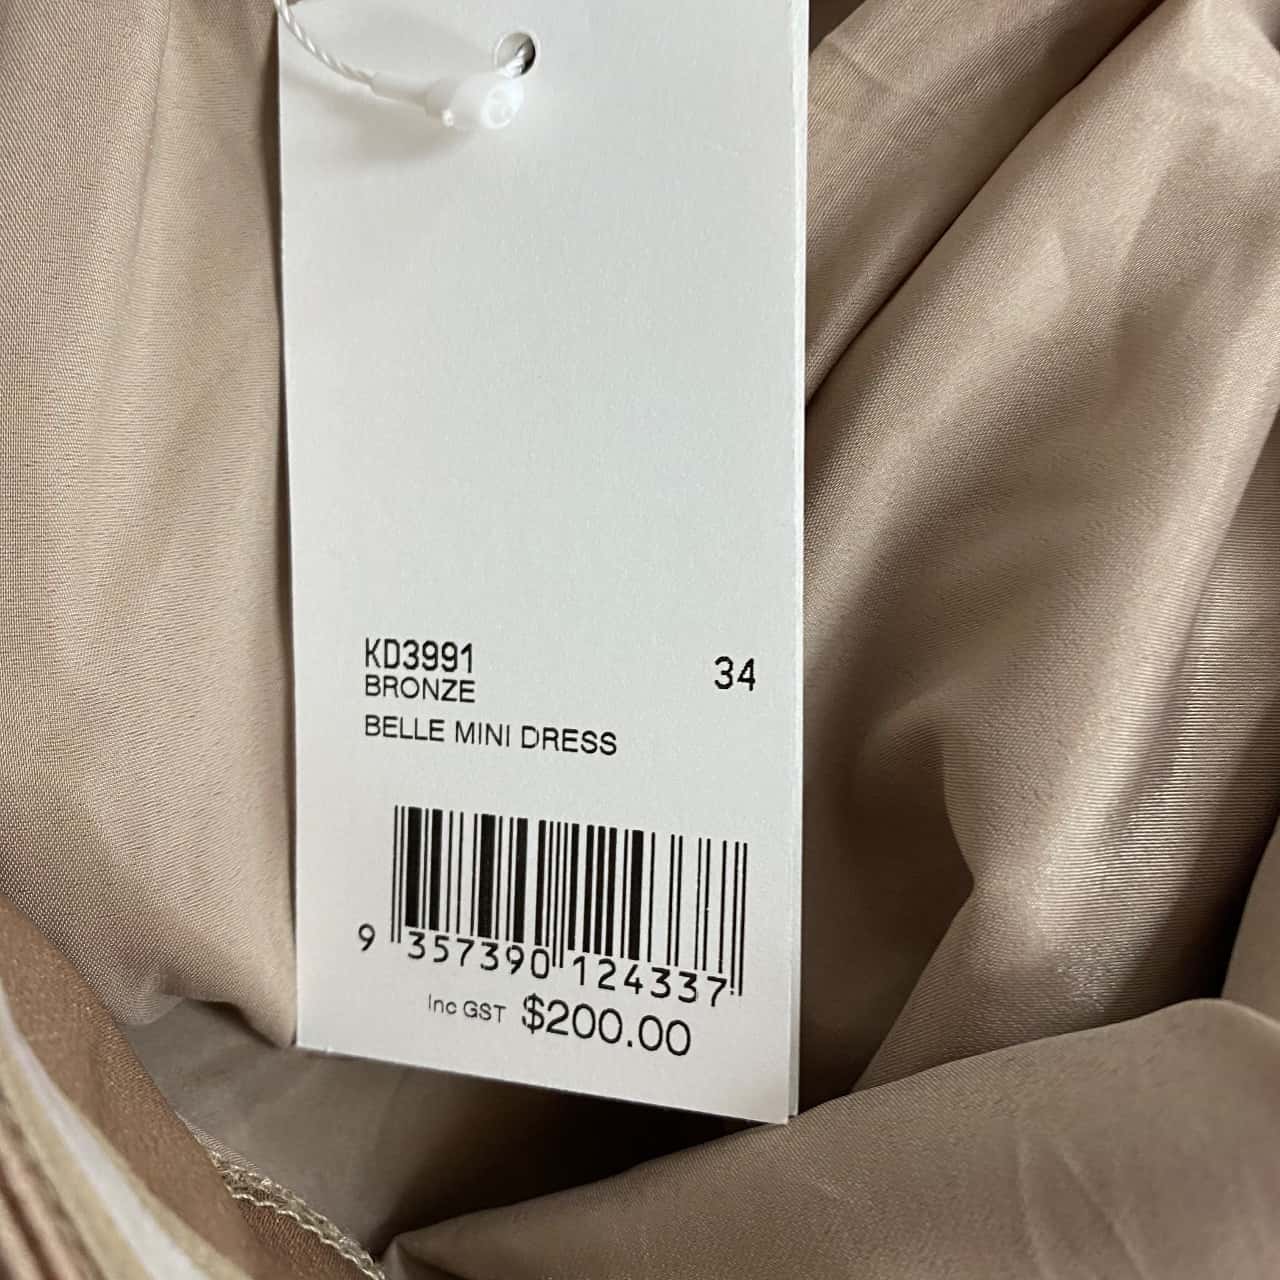 KD3991 34
BRONZE
BELLE MINI DRESS
9 357390 124337
Inc GST $200.00